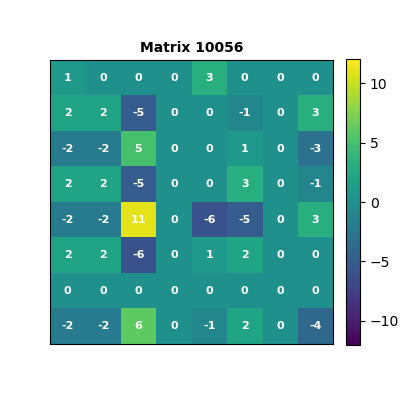 Matrix 10056
1 0 0 0 3 0 0 0
2 2 -5 0 0 -1 0 3
-2 -2 5 0 0 1 0 -3
2 2 -5 0 0 3 0 -1
-2 -2 11 0 -6 -5 0 3
2 2 -6 0 1 2 0 0
0 0 0 0 0 0 0 0
-2 -2 6 0 -1 2 0 -4
10
5
0
−5
−10